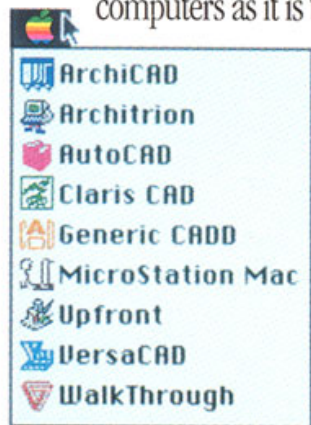 computers as it is
ArchiCAD
Architrion
AutoCAD
Claris CAD
Generic CADD
MicroStation Mac
Upfront
VersaCAD
WalkThrough